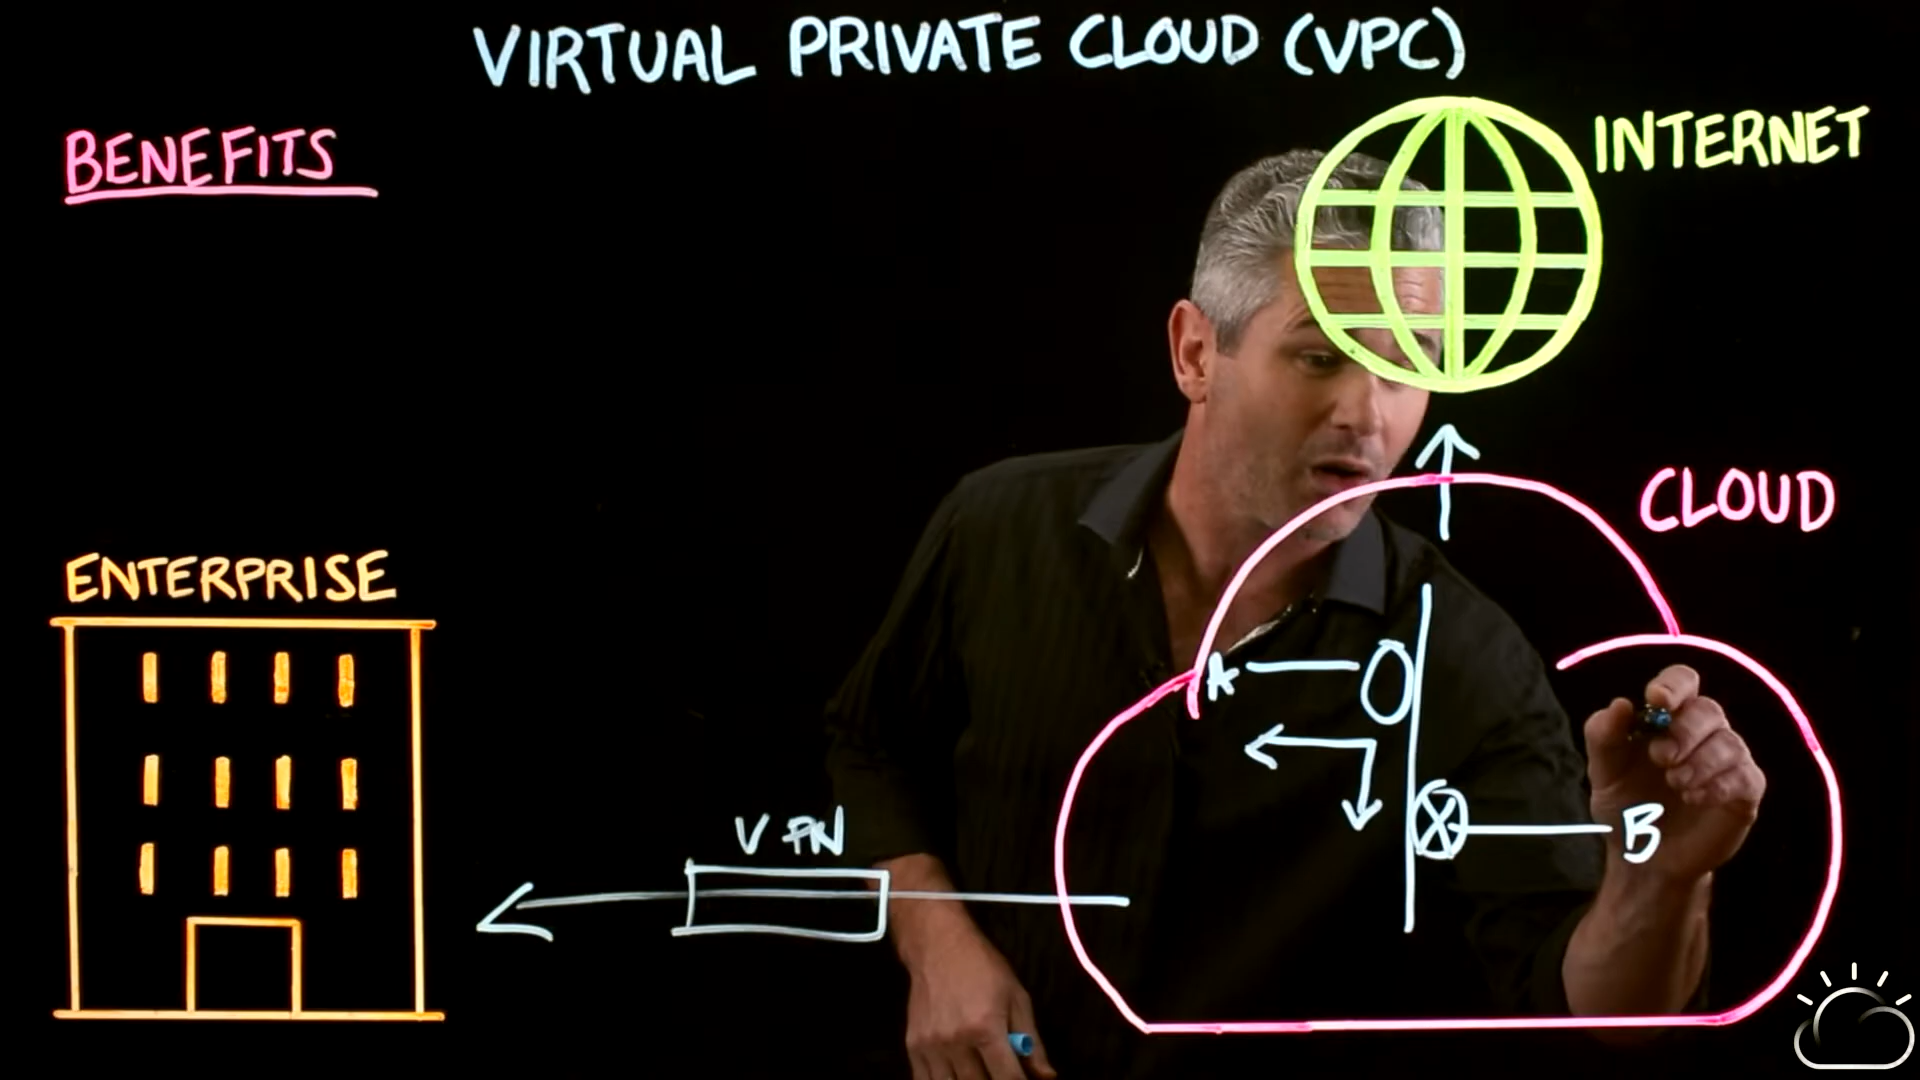 VIRTUAL PRIVATE CLOUD (VPC)
INTERNET
BENEFITS
CLOUD
ENTERPRISE
A
VPN
B